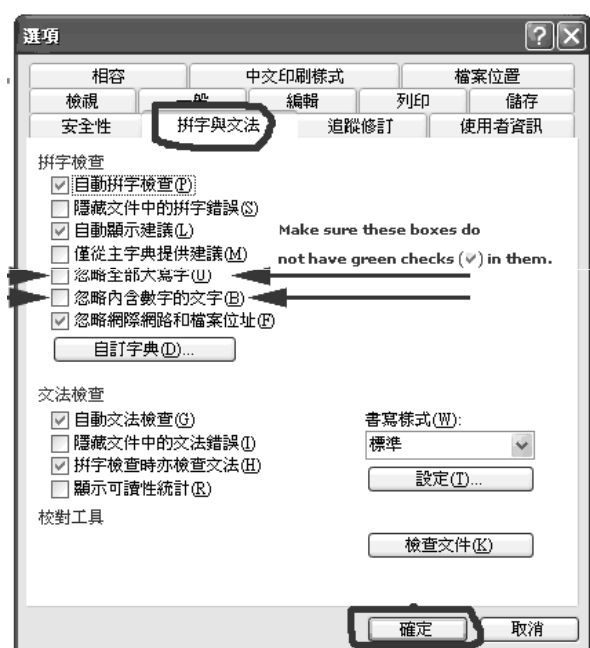 選項
相容 中文印刷樣式 檔案位置
檢視 一般 編輯 列印 儲存
安全性 拼字與文法 追蹤修訂 使用者資訊
拼字檢查
自動拼字檢查(P)
隱藏文件中的拼字錯誤(S)
自動顯示建議(L)
Make sure these boxes do
僅從主字典提供建議(M)
not have green checks (✓) in them.
忽略全部大寫字(U)
忽略內含數字的文字(B)
忽略網際網路和檔案位址(F)
自訂字典(D)...
文法檢查
自動文法檢查(G)
書寫樣式(W):
隱藏文件中的文法錯誤(I)
標準
拼字檢查時亦檢查文法(H)
設定(T)...
顯示可讀性統計(R)
校對工具
檢查文件(K)
確定 取消